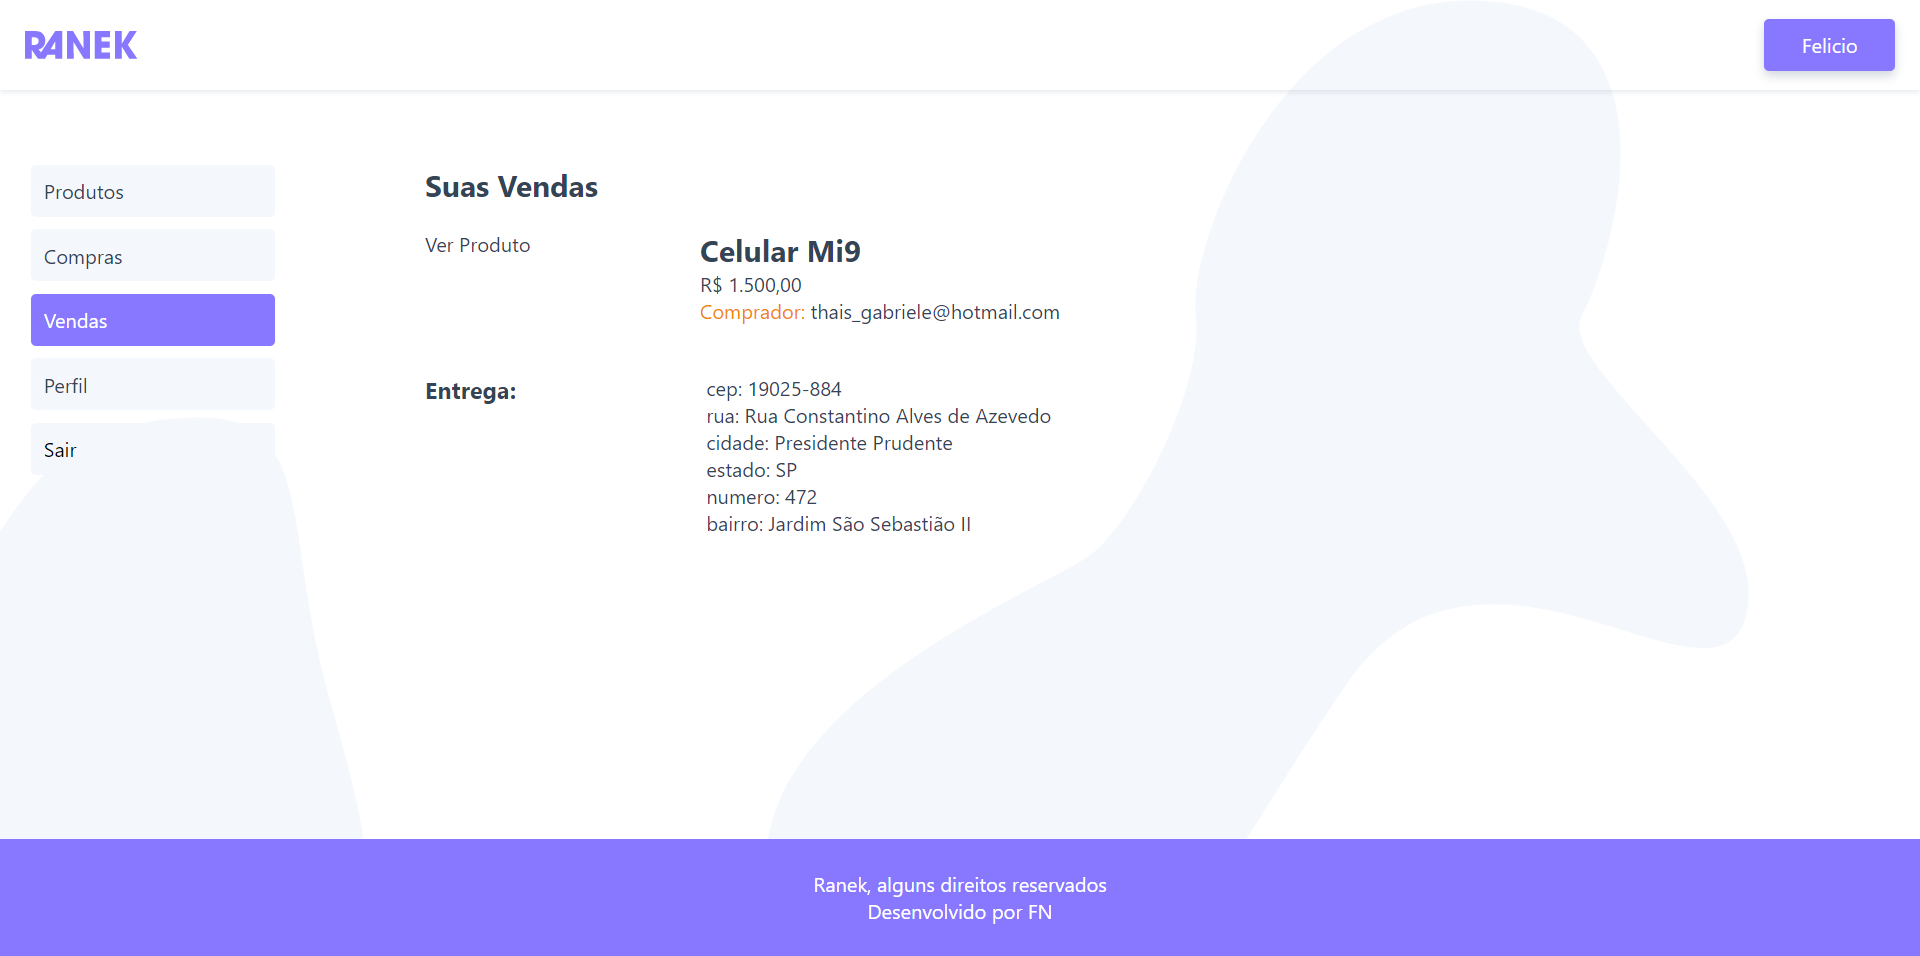 RANEK
Felicio
Produtos
Compras
Vendas
Perfil
Sair
Suas Vendas
Ver Produto
Celular Mi9
R$ 1.500,00
Comprador: thais_gabriele@hotmail.com
Entrega:
cep: 19025-884
rua: Rua Constantino Alves de Azevedo
cidade: Presidente Prudente
estado: SP
numero: 472
bairro: Jardim São Sebastião II
Ranek, alguns direitos reservados
Desenvolvido por FN